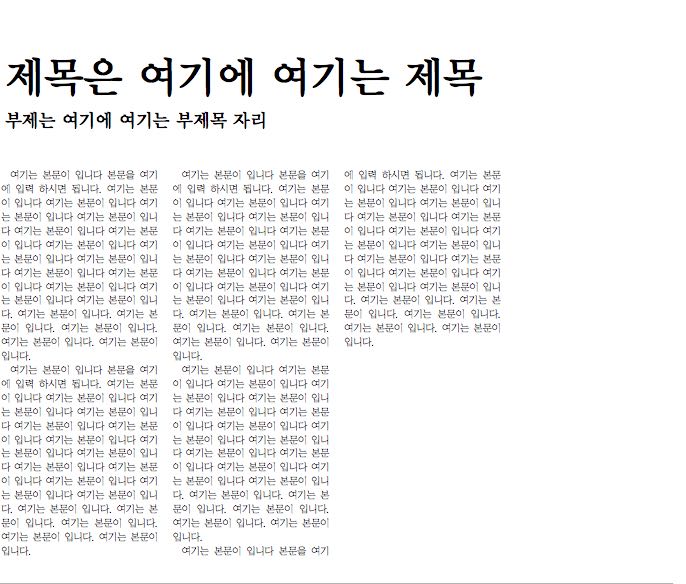 제목은 여기에 여기는 제목
부제는 여기에 여기는 부제목 자리
여기는 본문이 입니다 본문을 여기
에 입력 하시면 됩니다. 여기는 본문
이 입니다 여기는 본문이 입니다 여기
는 본문이 입니다 여기는 본문이 입니
다 여기는 본문이 입니다 여기는 본문
이 입니다 여기는 본문이 입니다 여기
는 본문이 입니다 여기는 본문이 입니
다 여기는 본문이 입니다 여기는 본문
이 입니다 여기는 본문이 입니다 여기
는 본문이 입니다 여기는 본문이 입니
다. 여기는 본문이 입니다. 여기는 본
문이 입니다. 여기는 본문이 입니다.
여기는 본문이 입니다. 여기는 본문이
입니다.
여기는 본문이 입니다 본문을 여기
에 입력 하시면 됩니다. 여기는 본문
이 입니다 여기는 본문이 입니다 여기
는 본문이 입니다 여기는 본문이 입니
다 여기는 본문이 입니다 여기는 본문
이 입니다 여기는 본문이 입니다 여기
는 본문이 입니다 여기는 본문이 입니
다 여기는 본문이 입니다 여기는 본문
이 입니다 여기는 본문이 입니다 여기
는 본문이 입니다 여기는 본문이 입니
다. 여기는 본문이 입니다. 여기는 본
문이 입니다. 여기는 본문이 입니다.
여기는 본문이 입니다. 여기는 본문이
입니다.
여기는 본문이 입니다 본문을 여기
에 입력 하시면 됩니다. 여기는 본문
이 입니다 여기는 본문이 입니다 여기
는 본문이 입니다 여기는 본문이 입니
다 여기는 본문이 입니다 여기는 본문
이 입니다 여기는 본문이 입니다 여기
는 본문이 입니다 여기는 본문이 입니
다 여기는 본문이 입니다 여기는 본문
이 입니다 여기는 본문이 입니다 여기
는 본문이 입니다 여기는 본문이 입니
다. 여기는 본문이 입니다. 여기는 본
문이 입니다. 여기는 본문이 입니다.
여기는 본문이 입니다. 여기는 본문이
입니다.
여기는 본문이 입니다 여기는 본문
이 입니다 여기는 본문이 입니다 여기
는 본문이 입니다 여기는 본문이 입니
다 여기는 본문이 입니다 여기는 본문
이 입니다 여기는 본문이 입니다 여기
는 본문이 입니다 여기는 본문이 입니
다 여기는 본문이 입니다 여기는 본문
이 입니다 여기는 본문이 입니다 여기
는 본문이 입니다 여기는 본문이 입니
다. 여기는 본문이 입니다. 여기는 본
문이 입니다. 여기는 본문이 입니다.
여기는 본문이 입니다. 여기는 본문이
입니다.
여기는 본문이 입니다 본문을 여기
에 입력 하시면 됩니다. 여기는 본문
이 입니다 여기는 본문이 입니다 여기
는 본문이 입니다 여기는 본문이 입니
다 여기는 본문이 입니다 여기는 본문
이 입니다 여기는 본문이 입니다 여기
는 본문이 입니다 여기는 본문이 입니
다 여기는 본문이 입니다 여기는 본문
이 입니다 여기는 본문이 입니다 여기
는 본문이 입니다 여기는 본문이 입니
다. 여기는 본문이 입니다. 여기는 본
문이 입니다. 여기는 본문이 입니다.
여기는 본문이 입니다. 여기는 본문이
입니다.